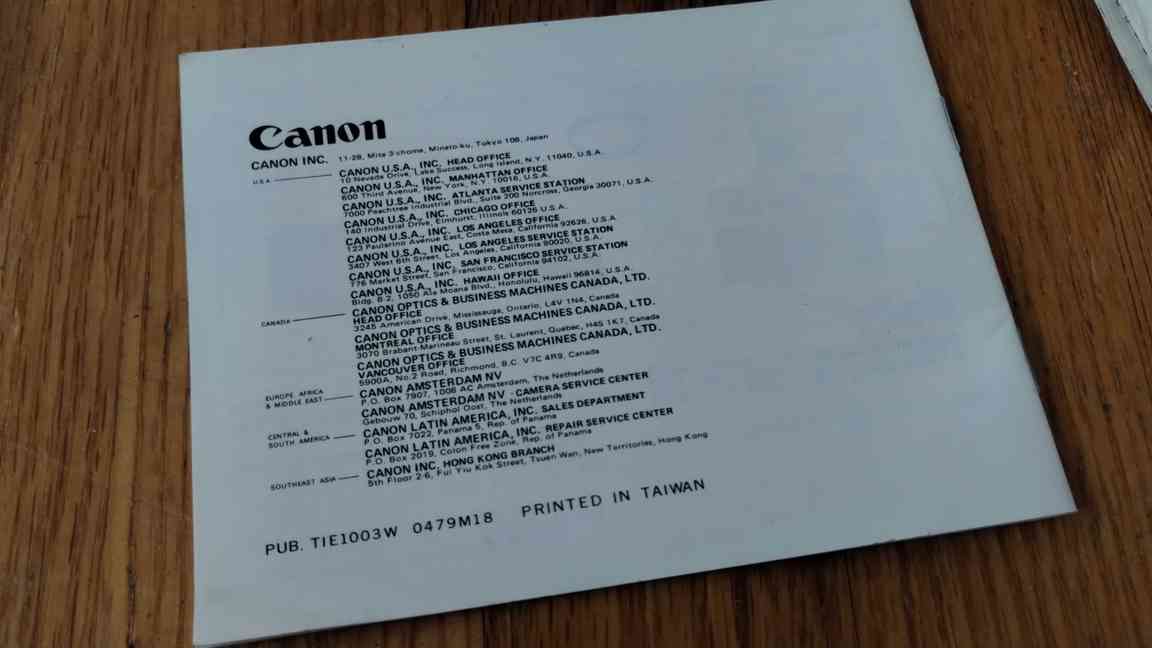 Canon
CANON INC. 11-28, Mita 3-chome, Minato-ku, Tokyo 108, Japan
U.S.A. CANON U.S.A., INC. HEAD OFFICE
10 Nevada Drive, Lake Success, Long Island, N.Y. 11040, U.S.A.
CANON U.S.A., INC. MANHATTAN OFFICE
600 Third Avenue, New York, N.Y. 10016, U.S.A.
CANON U.S.A., INC. ATLANTA SERVICE STATION
7000 Peachtree Industrial Blvd., Suite 200 Norcross, Georgia 30071, U.S.A.
CANON U.S.A., INC. CHICAGO OFFICE
140 Industrial Drive, Elmhurst, Illinois 60126 U.S.A.
CANON U.S.A., INC. LOS ANGELES OFFICE
123 Paularino Avenue East, Costa Mesa, California 92626, U.S.A
CANON U.S.A., INC. LOS ANGELES SERVICE STATION
3407 West 6th Street, Los Angeles, California 90020, U.S.A.
CANON U.S.A., INC SAN FRANCISCO SERVICE STATION
776 Market Street, San Francisco, California 94102, U.S.A.
CANON U.S.A., INC. HAWAII OFFICE
Bldg. B 2, 1050 Ala Moana Blvd., Honolulu, Hawaii 96814, U.S.A.
CANADA CANON OPTICS & BUSINESS MACHINES CANADA, LTD.
HEAD OFFICE
3245 American Drive, Mississauga, Ontario, L4V 1N4, Canada
CANON OPTICS & BUSINESS MACHINES CANADA, LTD.
MONTREAL OFFICE
3070 Brabant-Marineau Street, St. Laurent, Quebec, H4S 1K7, Canada
CANON OPTICS & BUSINESS MACHINES CANADA, LTD.
VANCOUVER OFFICE
5900A, No.2 Road, Richmond, B.C. V7C 4R9, Canada
EUROPE, AFRICA
& MIDDLE EAST CANON AMSTERDAM NV
P.O. Box 7907, 1008 AC Amsterdam, The Netherlands
CANON AMSTERDAM NV - CAMERA SERVICE CENTER
Gebouw 70, Schiphol Oost, The Netherlands
CENTRAL &
SOUTH AMERICA CANON LATIN AMERICA, INC. SALES DEPARTMENT
P.O. Box 7022, Panama 5, Rep. of Panama
CANON LATIN AMERICA, INC. REPAIR SERVICE CENTER
P.O. Box 2019, Colon Free Zone, Rep. of Panama
SOUTHEAST ASIA CANON INC, HONG KONG BRANCH
5th Floor 2-6, Fui Yiu Kok Street, Tsuen Wan, New Territories, Hong Kong
PUB. TIE1003W 0479M18 PRINTED IN TAIWAN